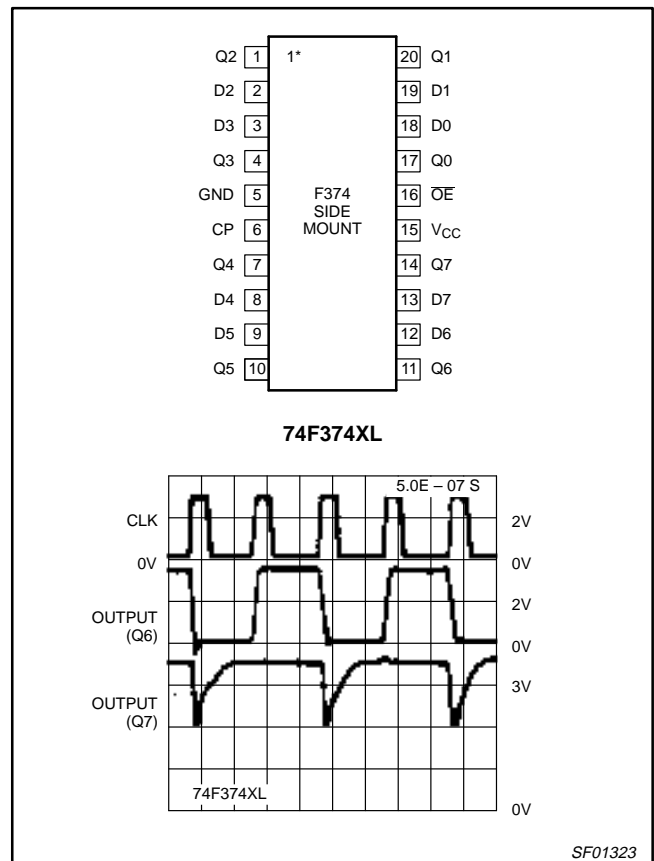 Q2 1 1* 20 Q1
D2 2 19 D1
D3 3 18 D0
Q3 4 17 Q0
GND 5 F374 16 OE
SIDE
CP 6 MOUNT 15 VCC
Q4 7 14 Q7
D4 8 13 D7
D5 9 12 D6
Q5 10 11 Q6
74F374XL
5.0E – 07 S
CLK 2V
0V 0V
2V
OUTPUT
(Q6) 0V
3V
OUTPUT
(Q7)
74F374XL
0V
SF01323